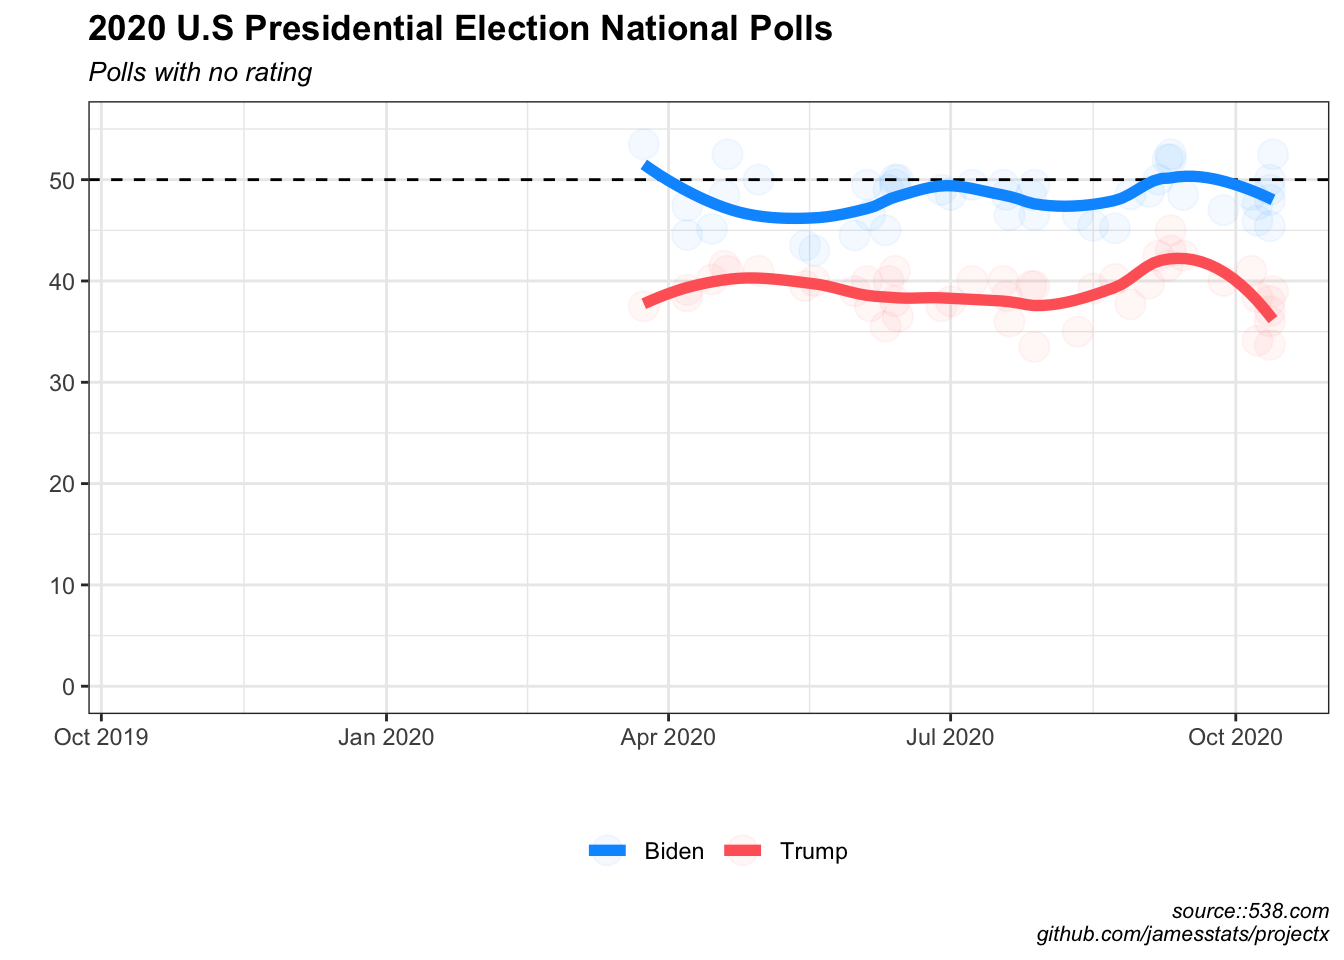 2020 U.S Presidential Election National Polls
Polls with no rating
50
40
30
20
10
0
Oct 2019 Jan 2020 Apr 2020 Jul 2020 Oct 2020
Biden Trump
source::538.com
github.com/jamesstats/projectx